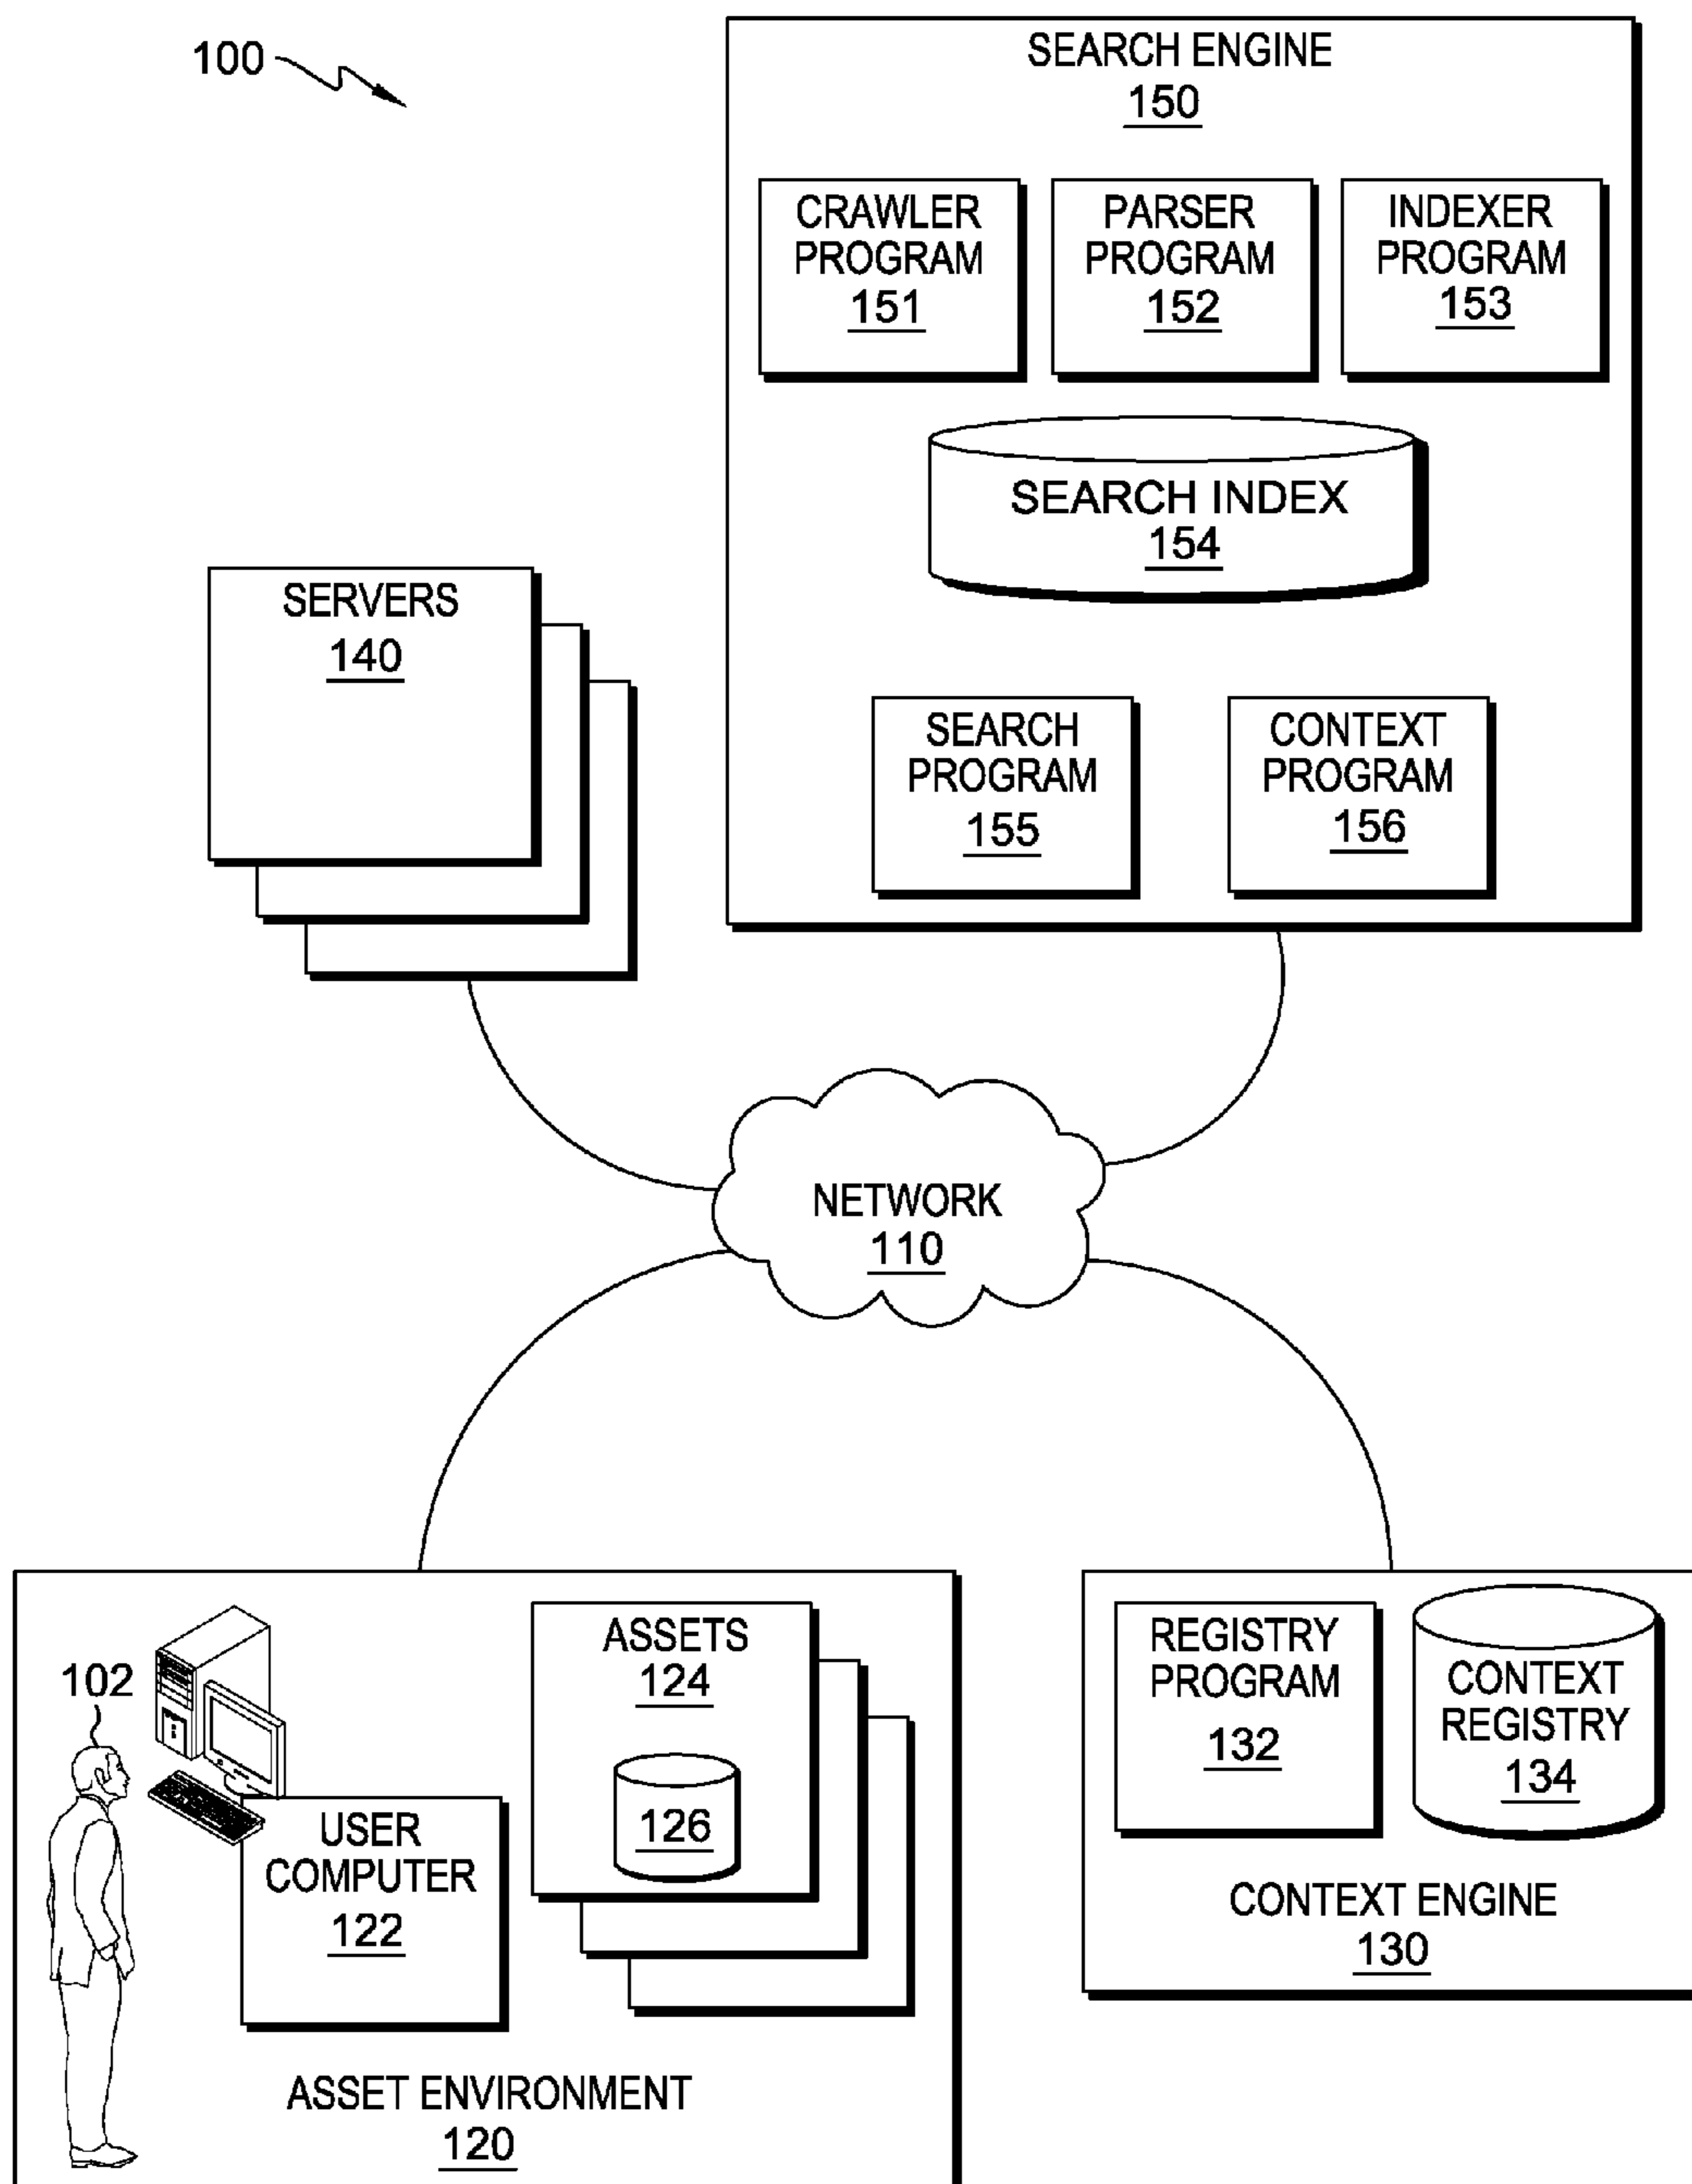 100
SEARCH ENGINE
150
CRAWLER
PROGRAM
151
PARSER
PROGRAM
152
INDEXER
PROGRAM
153
SEARCH INDEX
154
SERVERS
140
SEARCH
PROGRAM
155
CONTEXT
PROGRAM
156
NETWORK
110
102
USER
COMPUTER
122
ASSETS
124
126
ASSET ENVIRONMENT
120
REGISTRY
PROGRAM
132
CONTEXT
REGISTRY
134
CONTEXT ENGINE
130